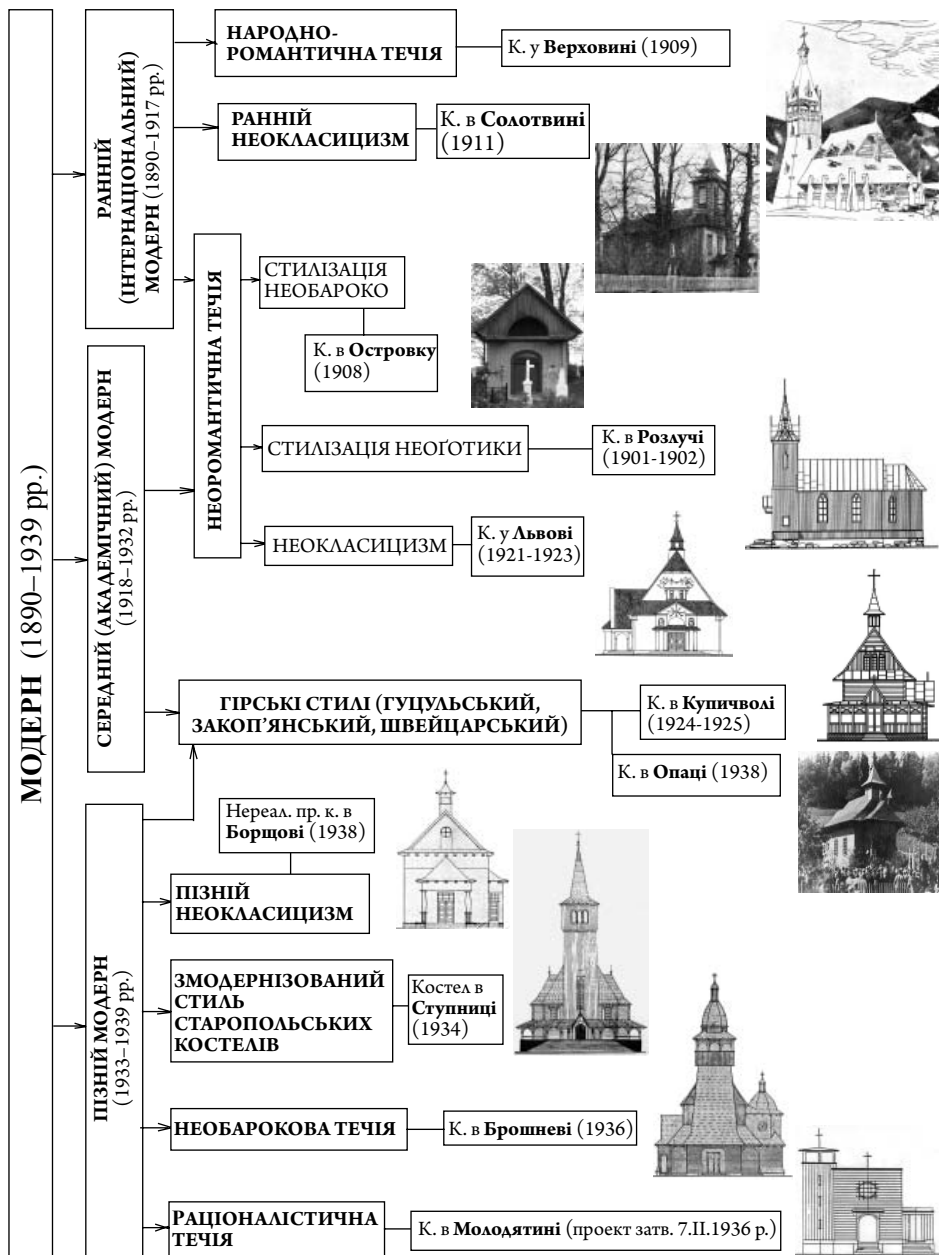 МОДЕРН (1890–1939 рр.)
РАННІЙ
(ІНТЕРНАЦІОНАЛЬНИЙ)
МОДЕРН (1890–1917 рр.)
НАРОДНО-
РОМАНТИЧНА ТЕЧІЯ
К. у Верховині (1909)
РАННІЙ
НЕОКЛАСИЦИЗМ
К. в Солотвині
(1911)
НЕОРОМАНТИЧНА ТЕЧІЯ
СТИЛІЗАЦІЯ
НЕОБАРОКО
К. в Островку
(1908)
СТИЛІЗАЦІЯ НЕОҐОТИКИ
К. в Розлучі
(1901-1902)
НЕОКЛАСИЦИЗМ
К. у Львові
(1921-1923)
СЕРЕДНІЙ (АКАДЕМІЧНИЙ) МОДЕРН
(1918–1932 рр.)
ГІРСЬКІ СТИЛІ (ГУЦУЛЬСЬКИЙ,
ЗАКОП’ЯНСЬКИЙ, ШВЕЙЦАРСЬКИЙ)
К. в Купичволі
(1924-1925)
К. в Опаці (1938)
ПІЗНІЙ МОДЕРН
(1933–1939 рр.)
Нереал. пр. к. в
Борщові (1938)
ПІЗНІЙ
НЕОКЛАСИЦИЗМ
ЗМОДЕРНІЗОВАНИЙ
СТИЛЬ
СТАРОПОЛЬСЬКИХ
КОСТЕЛІВ
Костел в
Ступниці
(1934)
НЕОБАРОКОВА ТЕЧІЯ
К. в Брошневі (1936)
РАЦІОНАЛІСТИЧНА
ТЕЧІЯ
К. в Молодятині (проект затв. 7.ІІ.1936 р.)